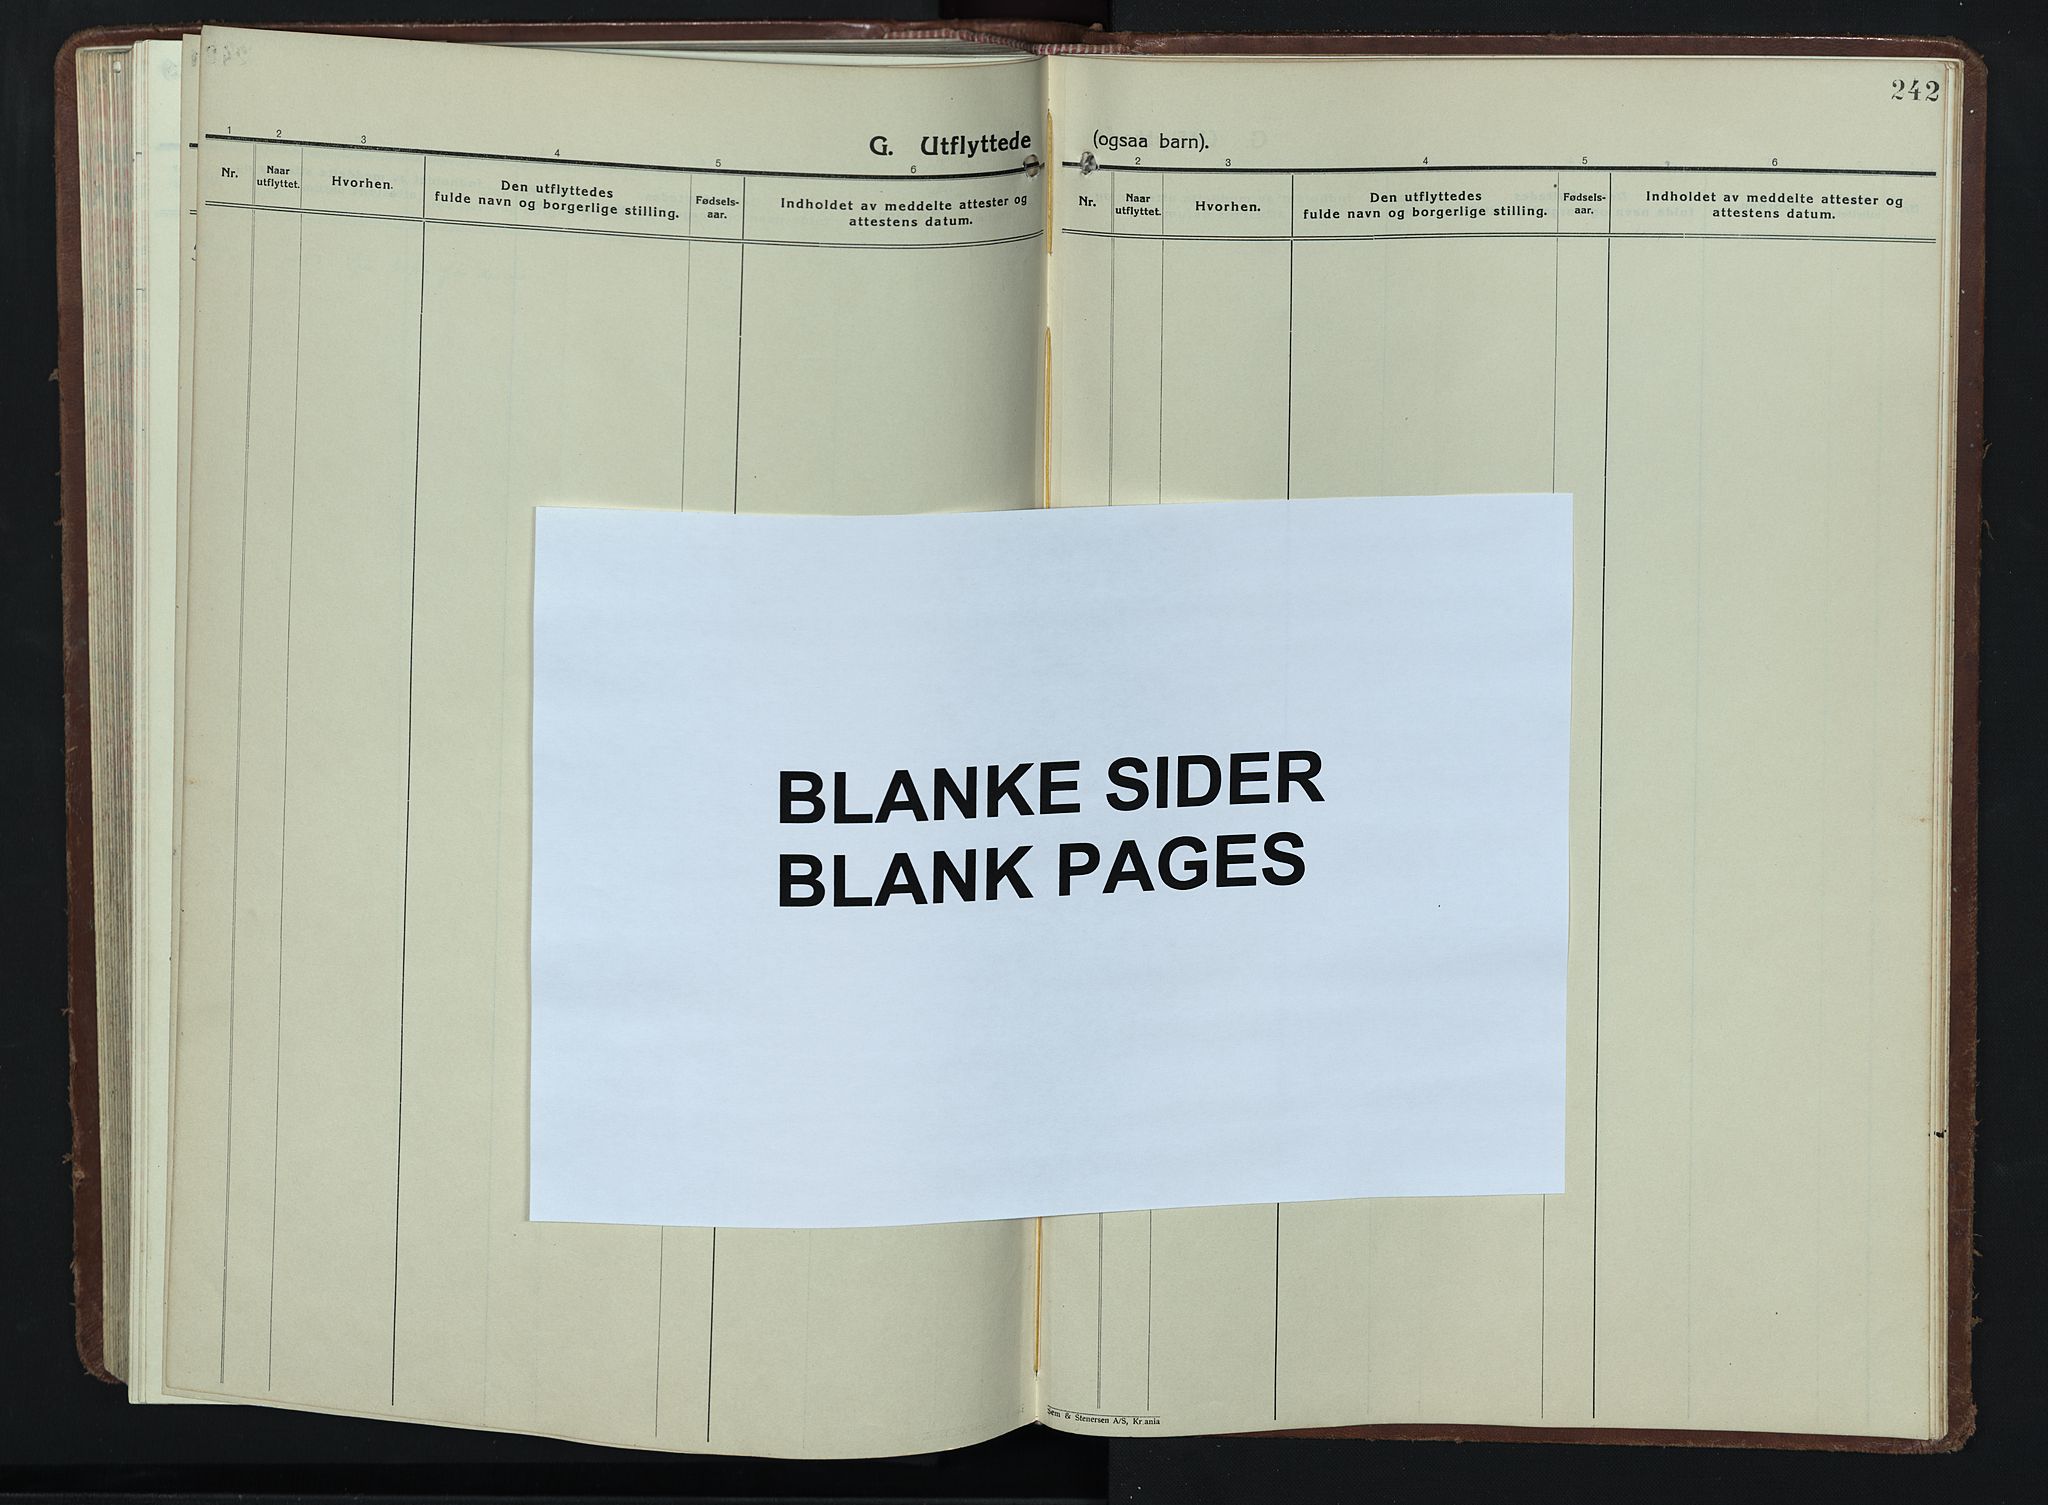 242
G. Utflyttede (ogsaa barn).
1 2 3 4 5 6
Nr.
Naar utflyttet.
Hvorhen.
Den utflyttedes
fulde navn og borgerlige stilling.
Fødsels-
aar.
Indholdet av meddelte attester og
attestens datum.
2 3 4 5 6
Nr.
Naar utflyttet.
Hvorhen.
Den utflyttedes
fulde navn og borgerlige stilling.
Fødsels-
aar.
Indholdet av meddelte attester og
attestens datum.
BLANKE SIDER
BLANK PAGES
Sem & Stenersen A/S, Kr.ania